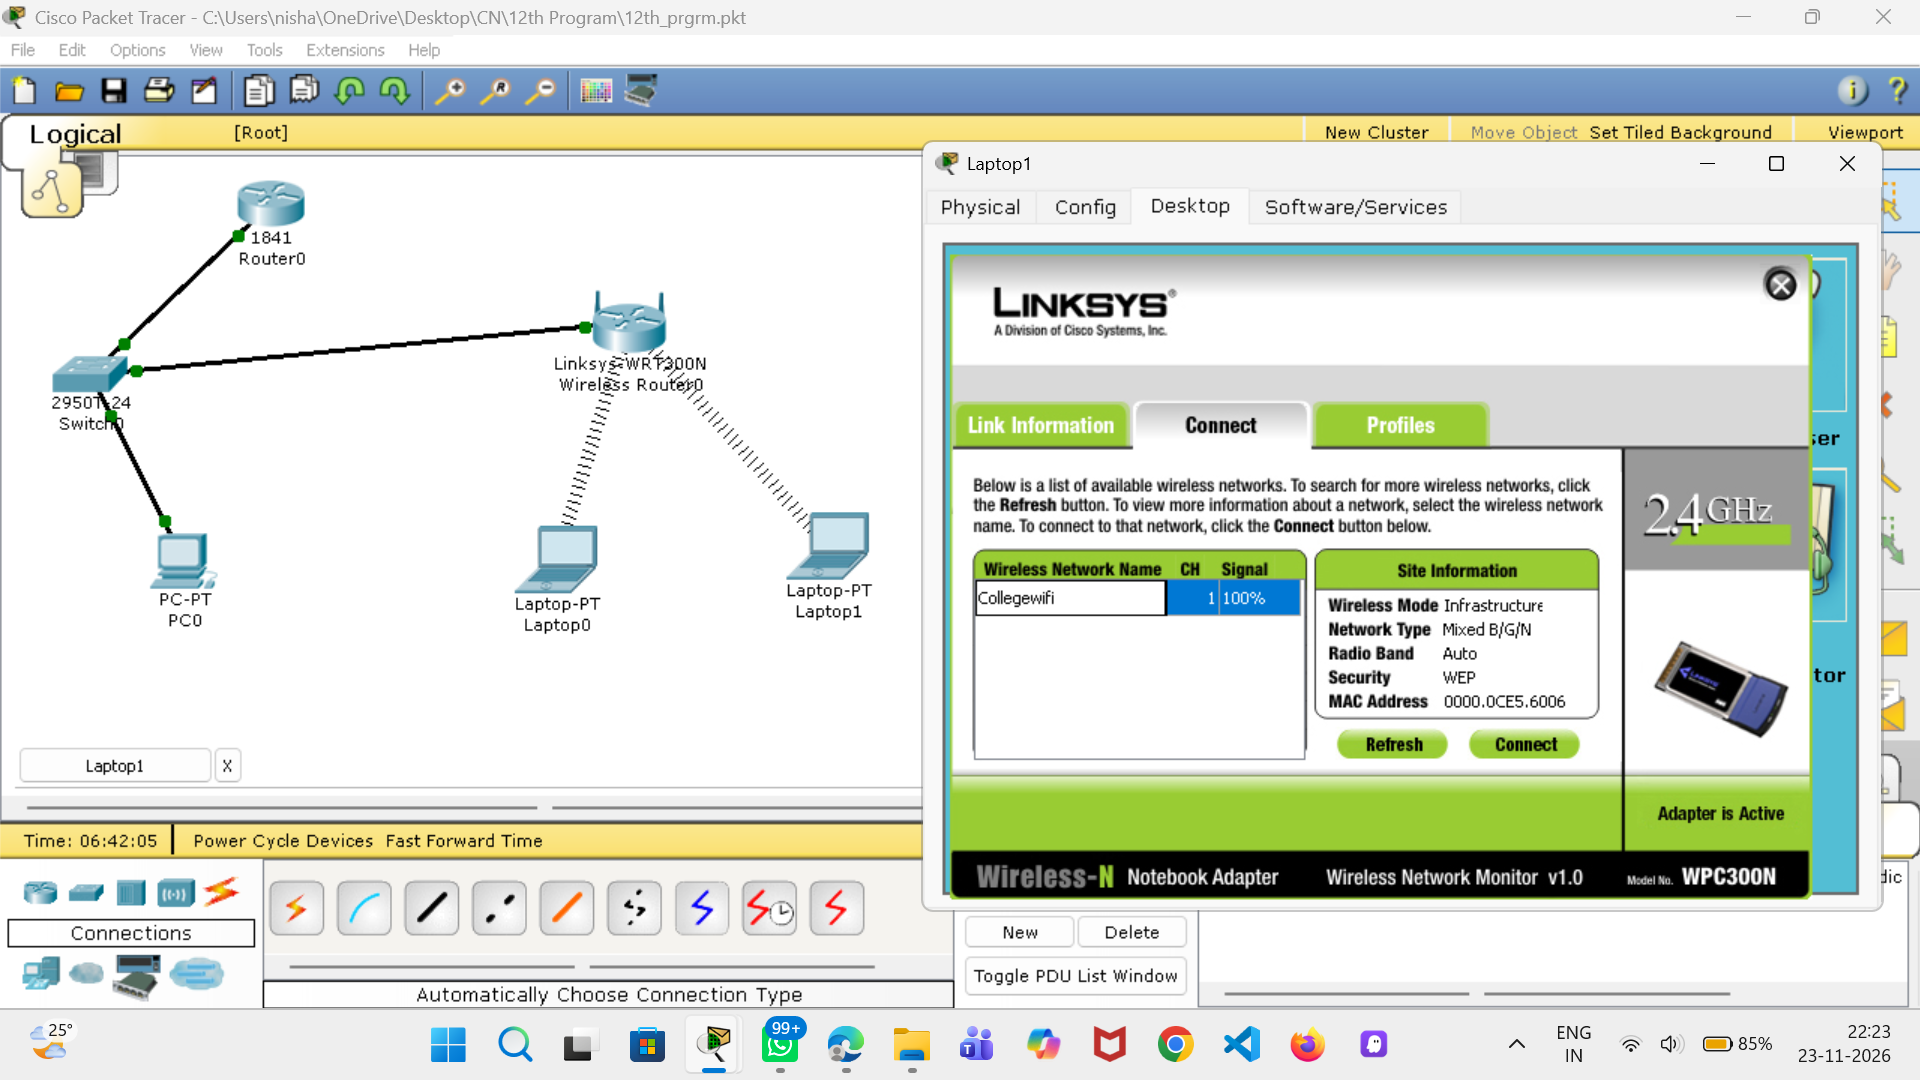 Cisco Packet Tracer - C:\Users\nisha\OneDrive\Desktop\CN\12th Program\12th_prgrm.pkt
File Edit Options View Tools Extensions Help
Logical [Root] New Cluster Move Object Set Tiled Background Viewport
1841
Router0
Linksys-WRT300N
Wireless Router0
2950T-24
Switch0
PC-PT
PC0
Laptop-PT
Laptop0
Laptop-PT
Laptop1
Laptop1 X
Laptop1
Physical Config Desktop Software/Services
LINKSYS®
A Division of Cisco Systems, Inc.
Link Information Connect Profiles
Below is a list of available wireless networks. To search for more wireless networks, click
the Refresh button. To view more information about a network, select the wireless network
name. To connect to that network, click the Connect button below.
Wireless Network Name CH Signal
Collegewifi 1 100%
Site Information
Wireless Mode Infrastructure
Network Type Mixed B/G/N
Radio Band Auto
Security WEP
MAC Address 0000.0CE5.6006
Refresh Connect
2.4GHz
Adapter is Active
Wireless-N Notebook Adapter Wireless Network Monitor v1.0 Model No. WPC300N
ser
tor
Time: 06:42:05 Power Cycle Devices Fast Forward Time
Connections
Automatically Choose Connection Type
New Delete
Toggle PDU List Window
dic
25°
99+
ENG
IN
85%
22:23
23-11-2026